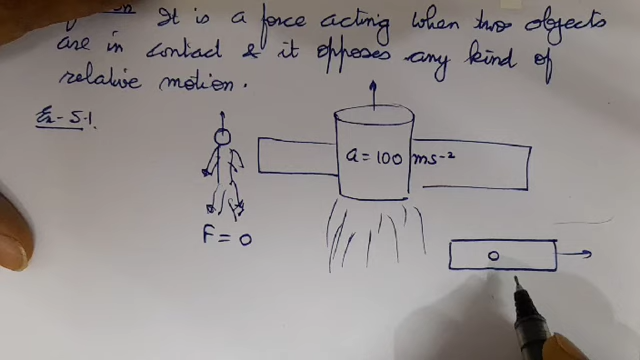 It is a force acting when two objects
are in contact & it opposes any kind of
relative motion.
Ex- 5.1.
a = 100 ms-2
F = 0
0